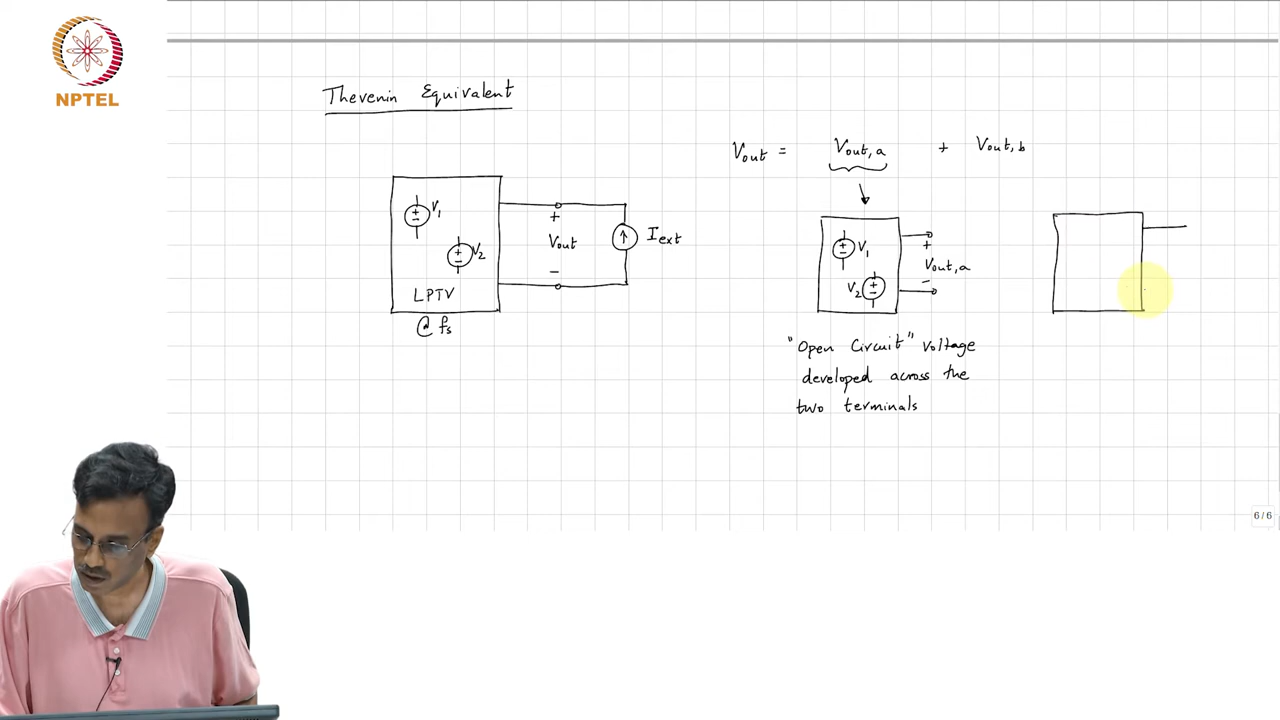 NPTEL
Thevenin Equivalent
V1
V2
LPTV
@ fs
+
Vout
−
Iext
Vout = Vout,a + Vout,b
V1
V2
+
Vout,a
−
"Open Circuit" voltage
developed across the
two terminals
6 / 6